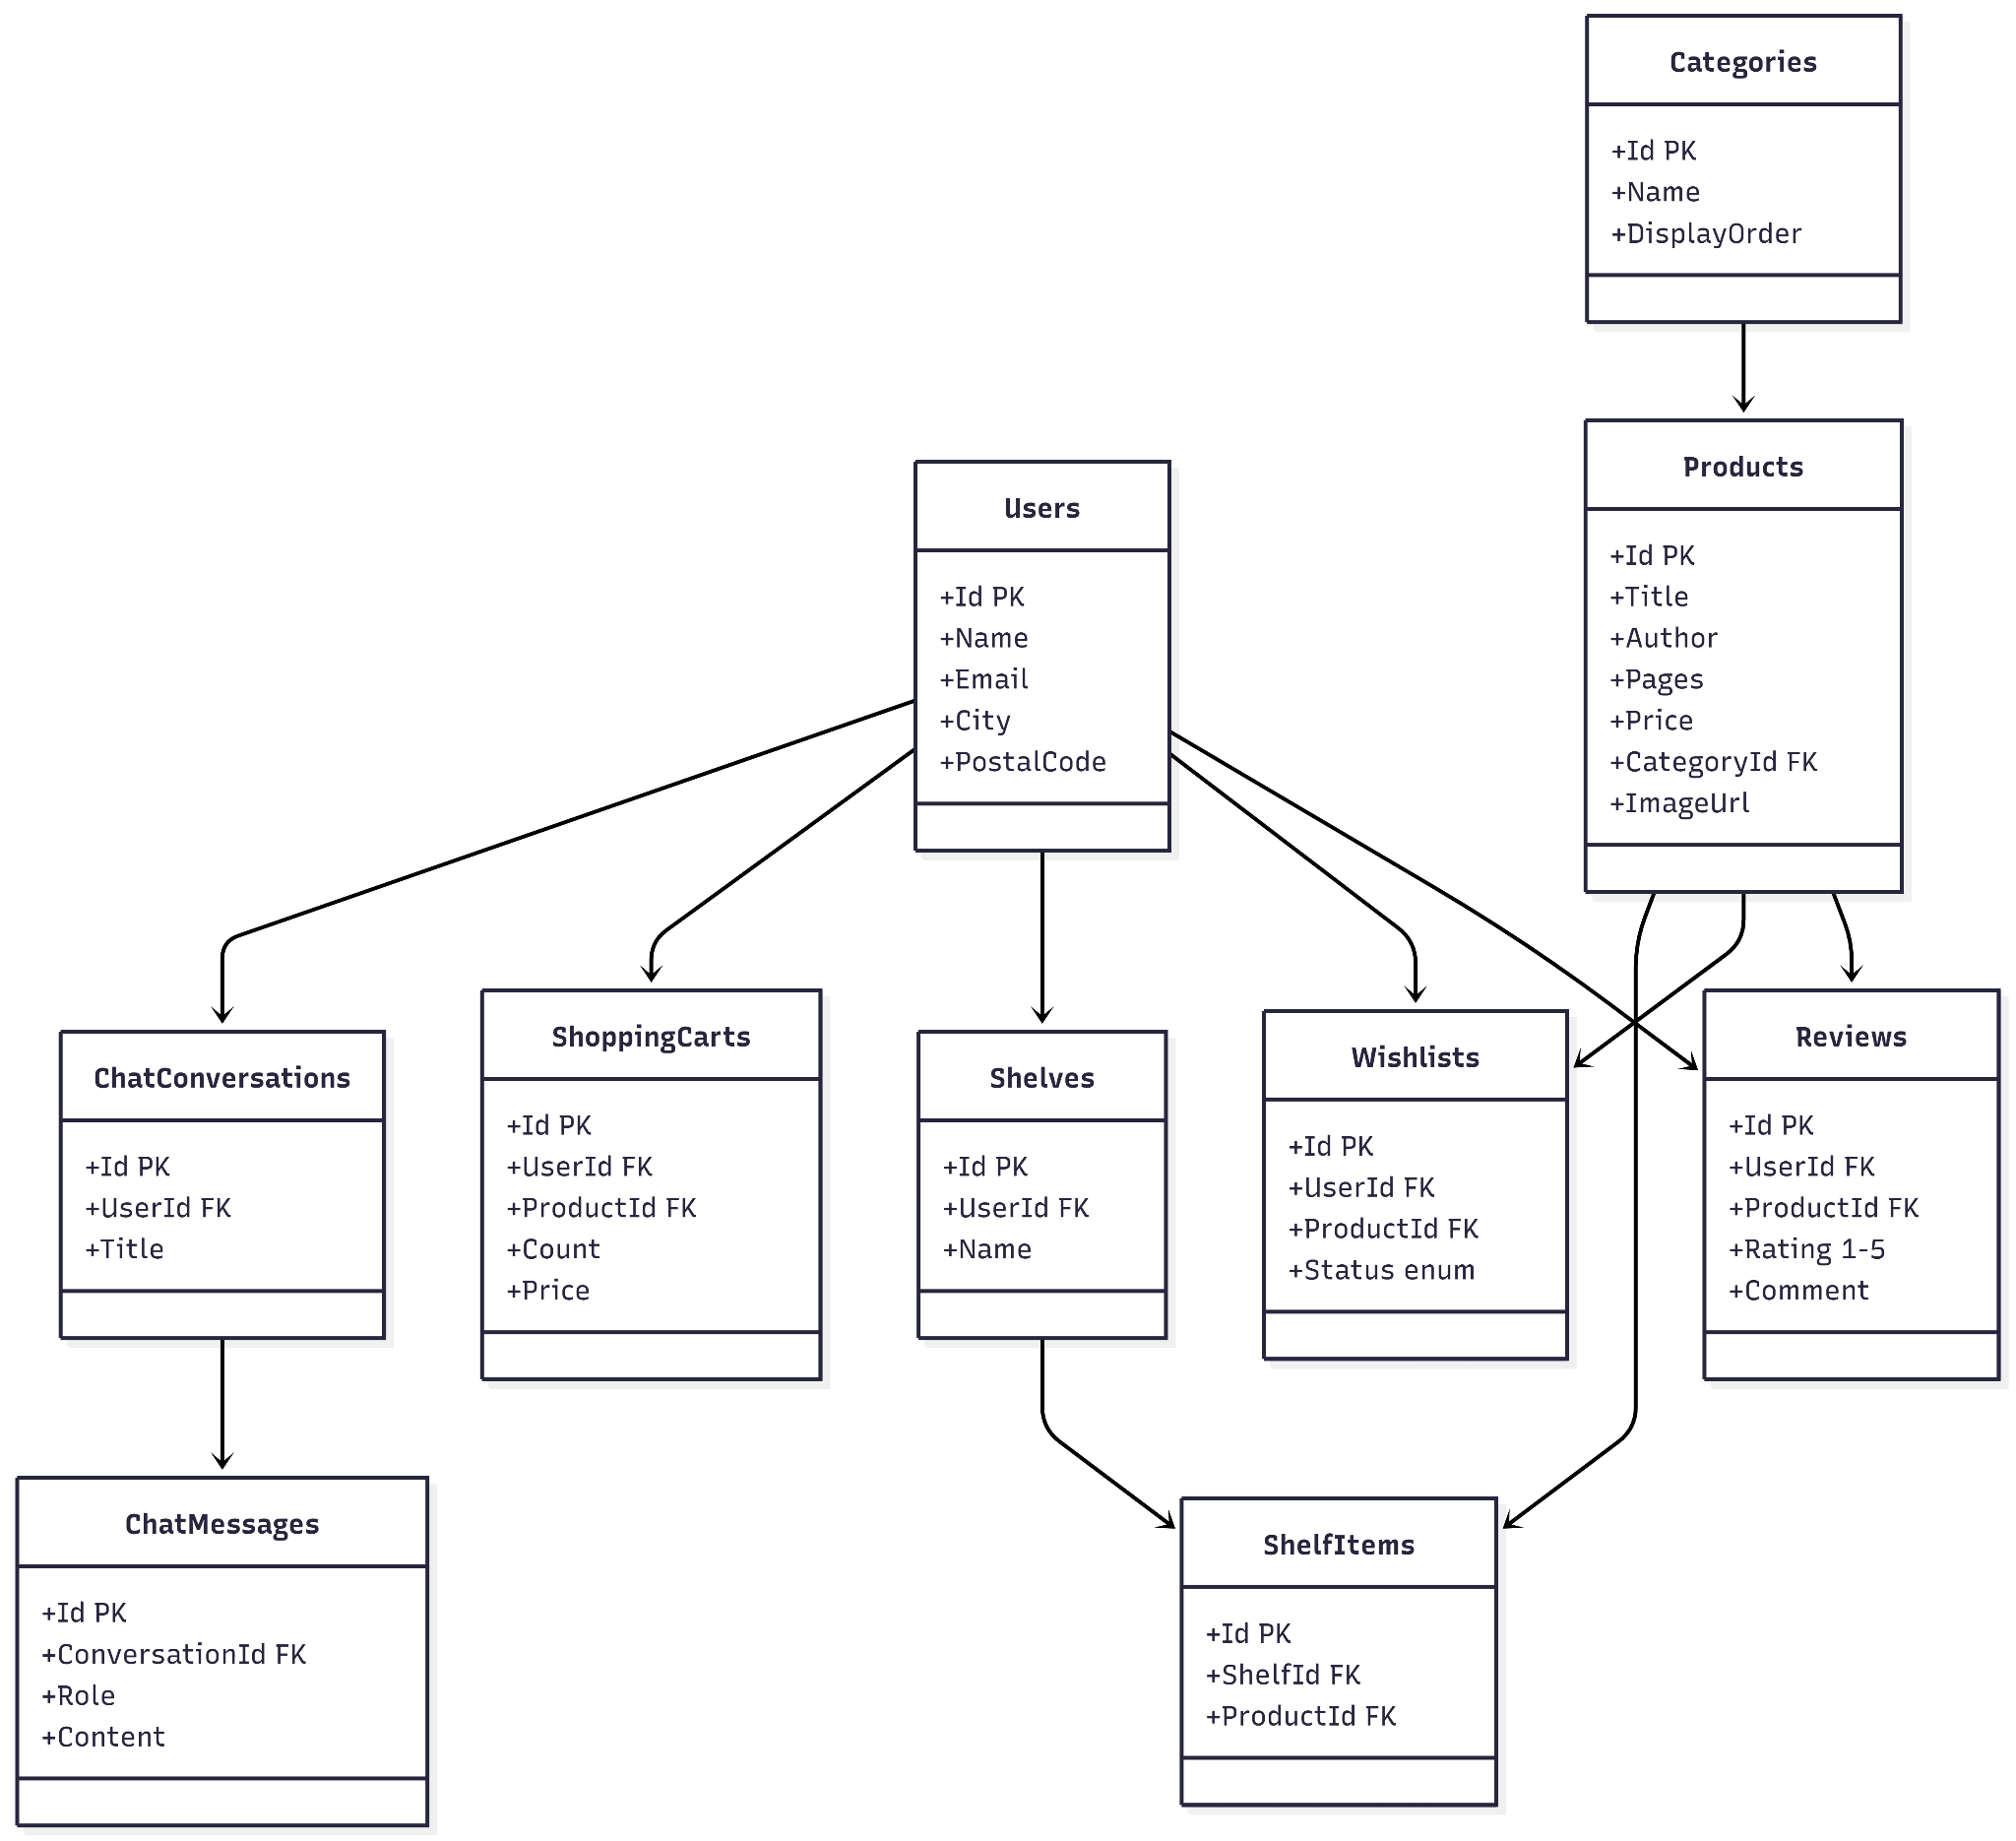 Categories
+Id PK
+Name
+DisplayOrder
Products
+Id PK
+Title
+Author
+Pages
+Price
+CategoryId FK
+ImageUrl
Users
+Id PK
+Name
+Email
+City
+PostalCode
ChatConversations
+Id PK
+UserId FK
+Title
ShoppingCarts
+Id PK
+UserId FK
+ProductId FK
+Count
+Price
Shelves
+Id PK
+UserId FK
+Name
Wishlists
+Id PK
+UserId FK
+ProductId FK
+Status enum
Reviews
+Id PK
+UserId FK
+ProductId FK
+Rating 1-5
+Comment
ChatMessages
+Id PK
+ConversationId FK
+Role
+Content
ShelfItems
+Id PK
+ShelfId FK
+ProductId FK